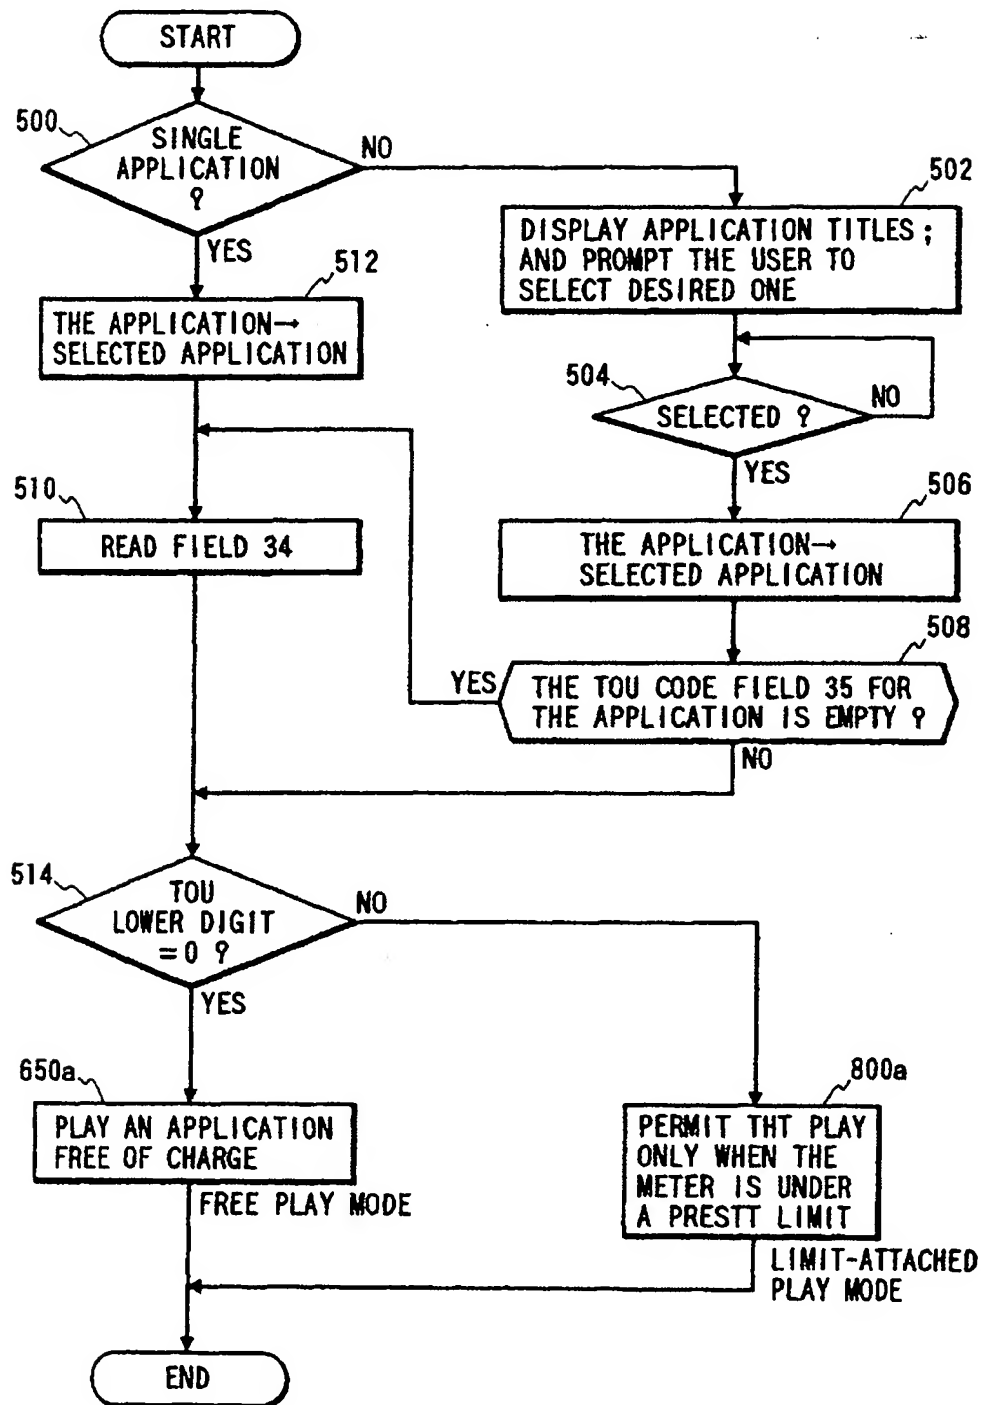 START
500
SINGLE
APPLICATION
?
NO
YES
502
DISPLAY APPLICATION TITLES;
AND PROMPT THE USER TO
SELECT DESIRED ONE
512
THE APPLICATION→
SELECTED APPLICATION
504
SELECTED ?
NO
YES
510
READ FIELD 34
506
THE APPLICATION→
SELECTED APPLICATION
508
YES
THE TOU CODE FIELD 35 FOR
THE APPLICATION IS EMPTY ?
NO
514
TOU
LOWER DIGIT
=0 ?
NO
YES
650a
PLAY AN APPLICATION
FREE OF CHARGE
FREE PLAY MODE
800a
PERMIT THT PLAY
ONLY WHEN THE
METER IS UNDER
A PRESTT LIMIT
LIMIT-ATTACHED
PLAY MODE
END